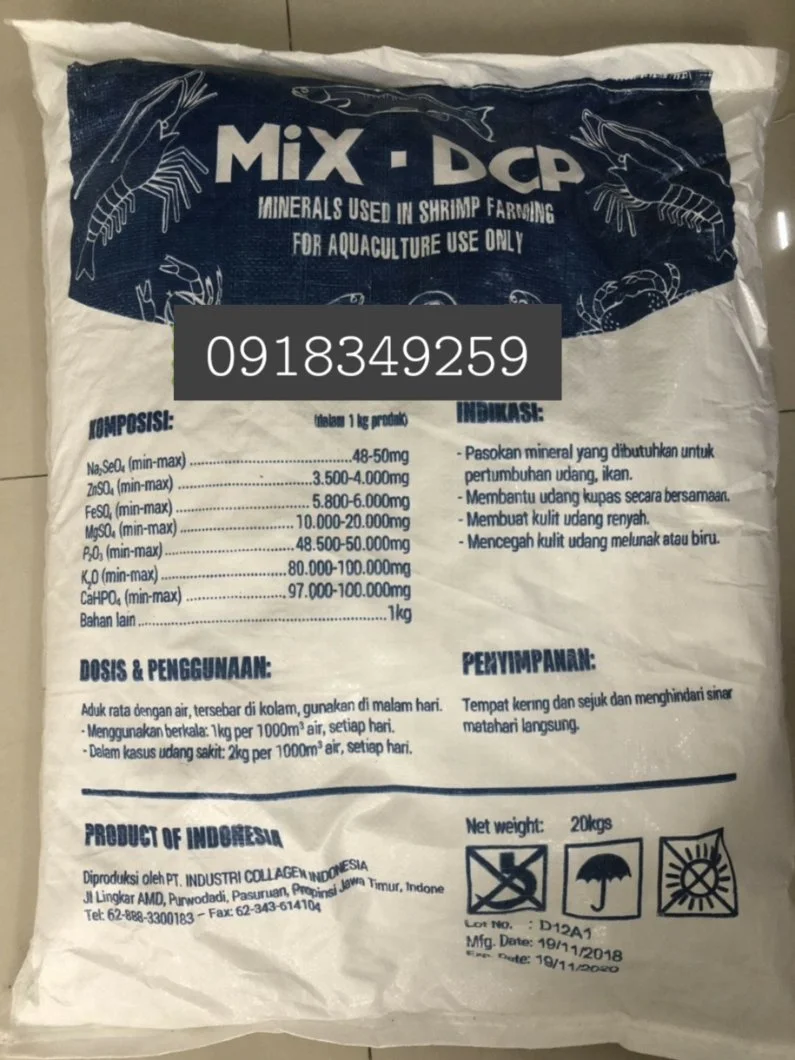 MiX - DCP
MINERALS USED IN SHRIMP FARMING
FOR AQUACULTURE USE ONLY
0918349259
KOMPOSISI: (dalam 1 kg produk)
Na₂SeO₄ (min-max) ........ 48-50mg
ZnSO₄ (min-max) ........ 3.500-4.000mg
FeSO₄ (min-max) ........ 5.800-6.000mg
MgSO₄ (min-max) ........ 10.000-20.000mg
P₂O₃ (min-max) ........ 48.500-50.000mg
K₂O (min-max) ........ 80.000-100.000mg
CaHPO₄ (min-max) ........ 97.000-100.000mg
Bahan lain ........ 1kg
INDIKASI:
- Pasokan mineral yang dibutuhkan untuk
pertumbuhan udang, ikan.
- Membantu udang kupas secara bersamaan.
- Membuat kulit udang renyah.
- Mencegah kulit udang melunak atau biru.
DOSIS & PENGGUNAAN:
Aduk rata dengan air, tersebar di kolam, gunakan di malam hari.
- Menggunakan berkala: 1kg per 1000m³ air, setiap hari.
- Dalam kasus udang sakit: 2kg per 1000m³ air, setiap hari.
PENYIMPANAN:
Tempat kering dan sejuk dan menghindari sinar
matahari langsung.
PRODUCT OF INDONESIA
Diproduksi oleh PT. INDUSTRI COLLAGEN INDONESIA
Jl Lingkar AMD, Purwodadi, Pasuruan, Propinsi Jawa Timur, Indone
Tel: 62-888-3300183 - Fax: 62-343-614104
Net weight: 20kgs
Lot No. : D12A1
Mfg. Date: 19/11/2018
Exp. Date: 19/11/2020